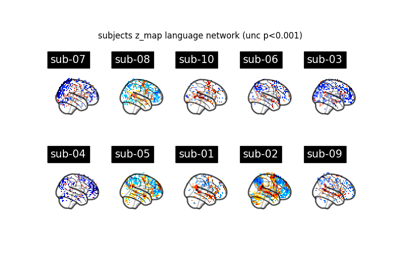 subjects z_map language network (unc p<0.001)
sub-07 sub-08 sub-10 sub-06 sub-03
sub-04 sub-05 sub-01 sub-02 sub-09